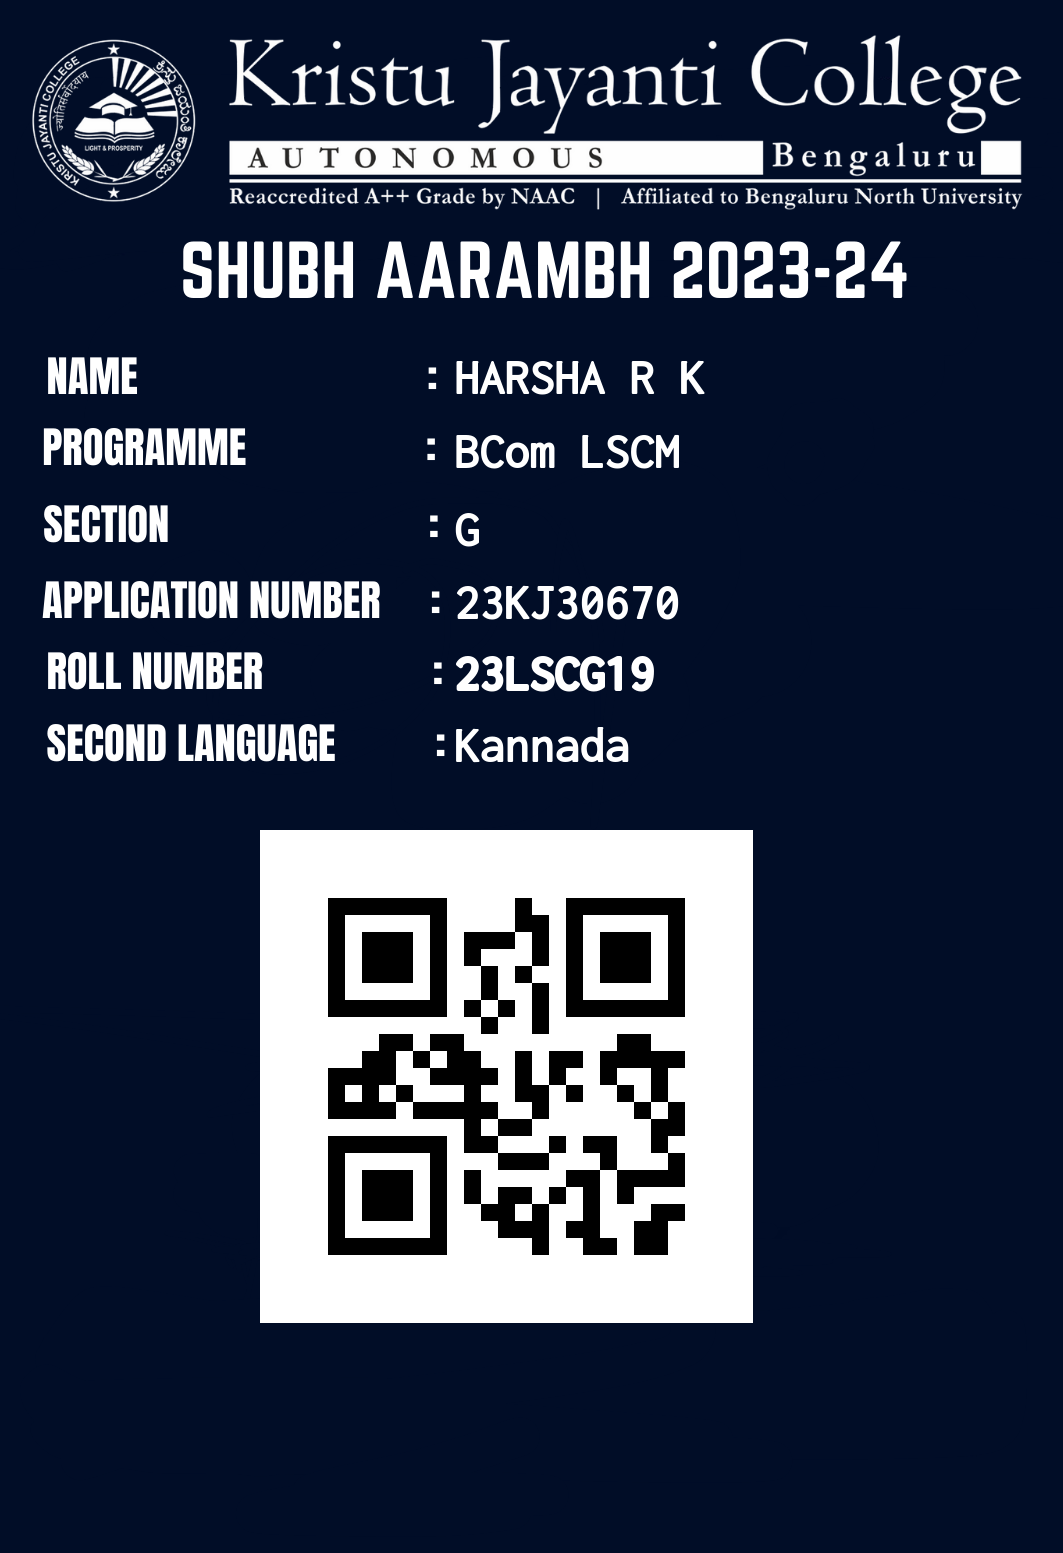 KRISTU JAYANTI COLLEGE
LIGHT & PROSPERITY
Kristu Jayanti College
AUTONOMOUS Bengaluru
Reaccredited A++ Grade by NAAC | Affiliated to Bengaluru North University
SHUBH AARAMBH 2023-24
NAME : HARSHA R K
PROGRAMME : BCom LSCM
SECTION : G
APPLICATION NUMBER : 23KJ30670
ROLL NUMBER : 23LSCG19
SECOND LANGUAGE :Kannada